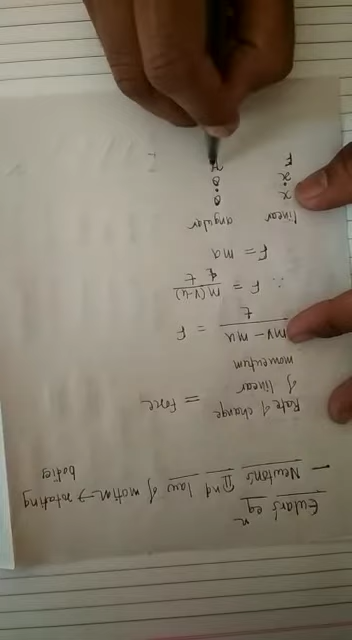 Eular's eqn
– Newton's IInd law of motion → rotating bodies
Rate of change of linear momentum = Force
mv - mu / t = F
∴ F = m(v-u) / t
F = ma
linear angular
x θ
ẋ θ̇
F τ I